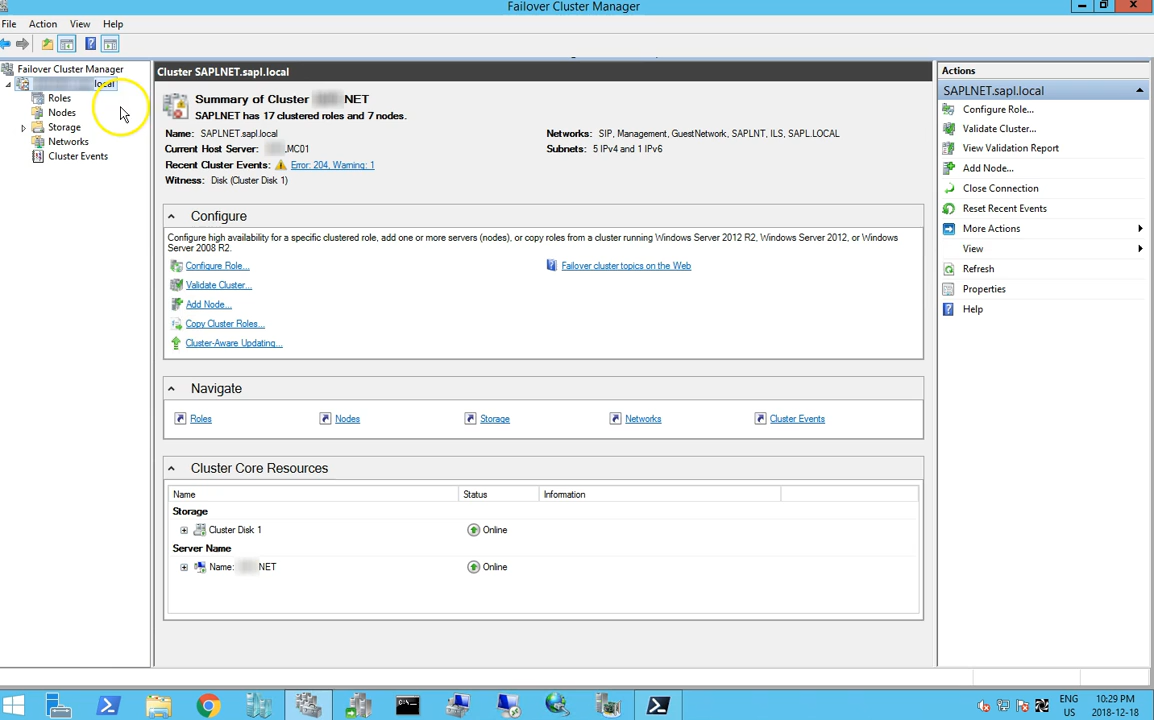 Failover Cluster Manager
File Action View Help
Failover Cluster Manager
local
Roles
Nodes
Storage
Networks
Cluster Events
Cluster SAPLNET.sapl.local
Summary of Cluster NET
SAPLNET has 17 clustered roles and 7 nodes.
Name: SAPLNET.sapl.local
Networks: SIP, Management, GuestNetwork, SAPLNT, ILS, SAPL.LOCAL
Current Host Server: .MC01
Subnets: 5 IPv4 and 1 IPv6
Recent Cluster Events: Error: 204, Warning: 1
Witness: Disk (Cluster Disk 1)
Configure
Configure high availability for a specific clustered role, add one or more servers (nodes), or copy roles from a cluster running Windows Server 2012 R2, Windows Server 2012, or Windows
Server 2008 R2.
Configure Role...
Failover cluster topics on the Web
Validate Cluster...
Add Node...
Copy Cluster Roles...
Cluster-Aware Updating...
Navigate
Roles Nodes Storage Networks Cluster Events
Cluster Core Resources
Name Status Information
Storage
Cluster Disk 1 Online
Server Name
Name: NET Online
Actions
SAPLNET.sapl.local
Configure Role...
Validate Cluster...
View Validation Report
Add Node...
Close Connection
Reset Recent Events
More Actions
View
Refresh
Properties
Help
ENG 10:29 PM
US 2018-12-18